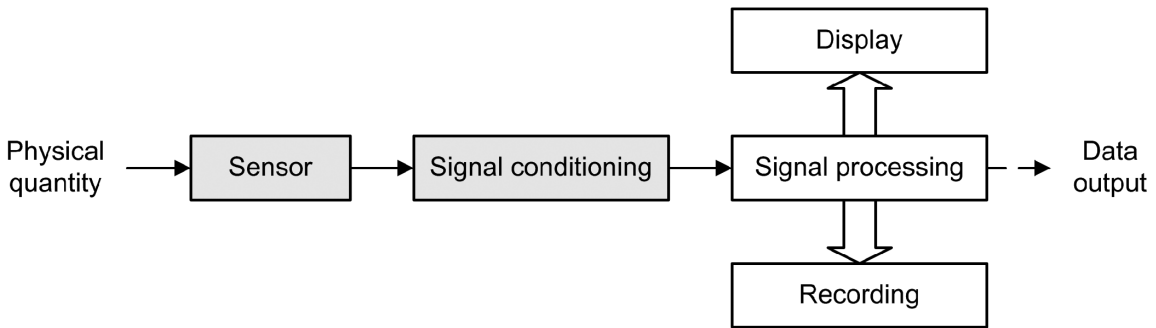 Display
Physical
quantity
Sensor
Signal conditioning
Signal processing
Data
output
Recording